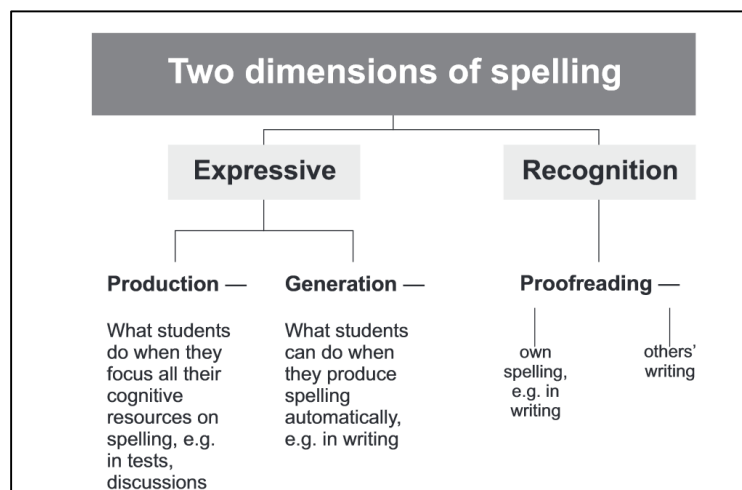 Two dimensions of spelling
Expressive
Recognition
Production —
What students
do when they
focus all their
cognitive
resources on
spelling, e.g.
in tests,
discussions
Generation —
What students
can do when
they produce
spelling
automatically,
e.g. in writing
Proofreading —
own
spelling,
e.g. in
writing
others'
writing